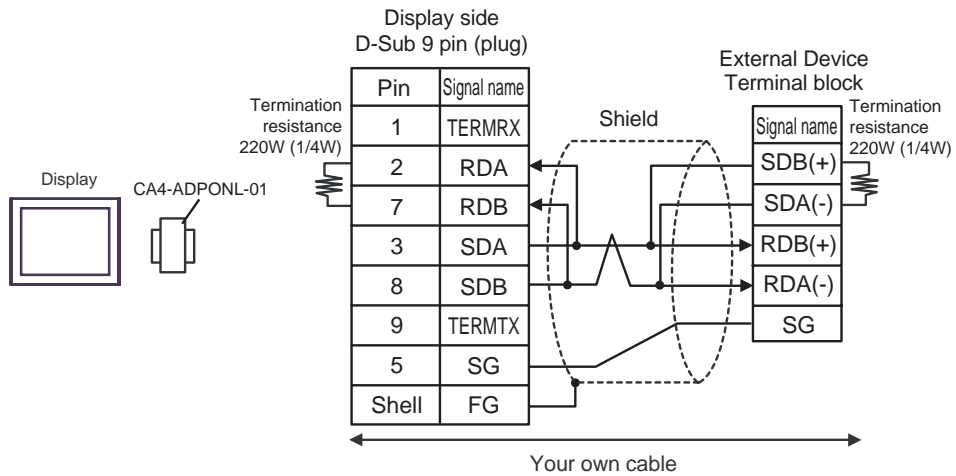 Display side
D-Sub 9 pin (plug)
External Device
Terminal block
Termination
resistance
220W (1/4W)
Pin Signal name
1 TERMRX
2 RDA
7 RDB
3 SDA
8 SDB
9 TERMTX
5 SG
Shell FG
Shield
Signal name
SDB(+)
SDA(-)
RDB(+)
RDA(-)
SG
Termination
resistance
220W (1/4W)
Display
CA4-ADPONL-01
Your own cable